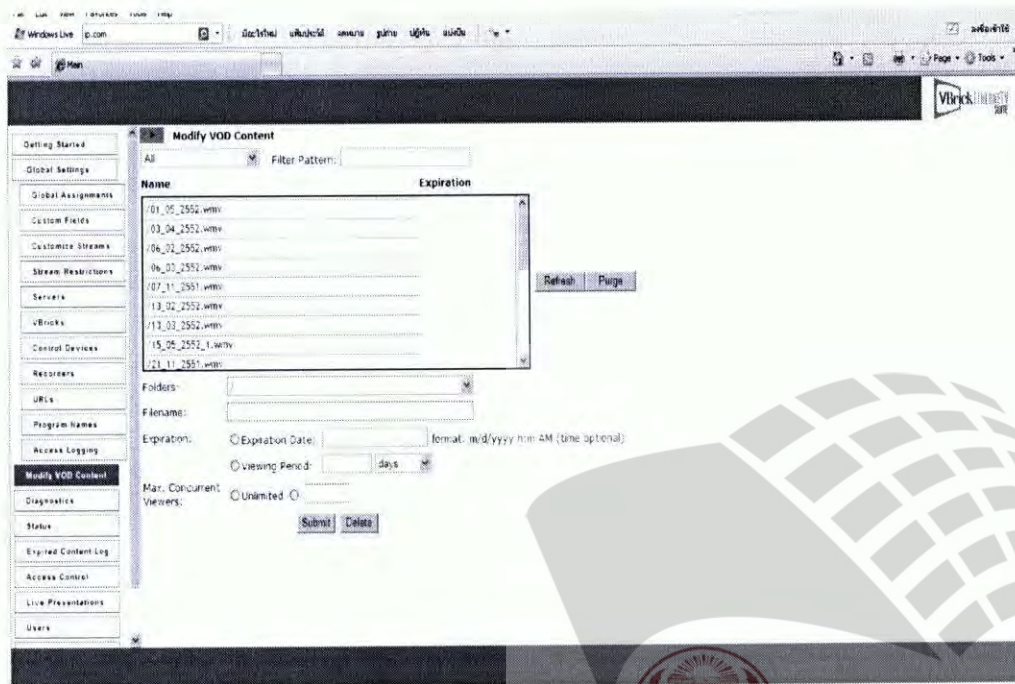 Windows Live ip.com
Main Page Tools
VBrick
Getting Started
Global Settings
Global Assignments
Custom Fields
Customize Streams
Stream Restrictions
Servers
VBricks
Control Devices
Recorders
URLs
Program Names
Access Logging
Modify VOD Content
Diagnostics
Status
Expired Content Log
Access Control
Live Presentations
Users
Modify VOD Content
All Filter Pattern:
Name Expiration
/01_05_2552.wmv
/03_04_2552.wmv
/06_02_2552.wmv
/06_03_2552.wmv
/07_11_2551.wmv
/13_02_2552.wmv
/13_03_2552.wmv
/15_05_2552_1.wmv
/21_11_2551.wmv
Refresh Purge
Folders: /
Filename:
Expiration: Expiration Date: format: m/d/yyyy h:m AM (time optional)
Viewing Period: days
Max. Concurrent Viewers: Unlimited
Submit Delete